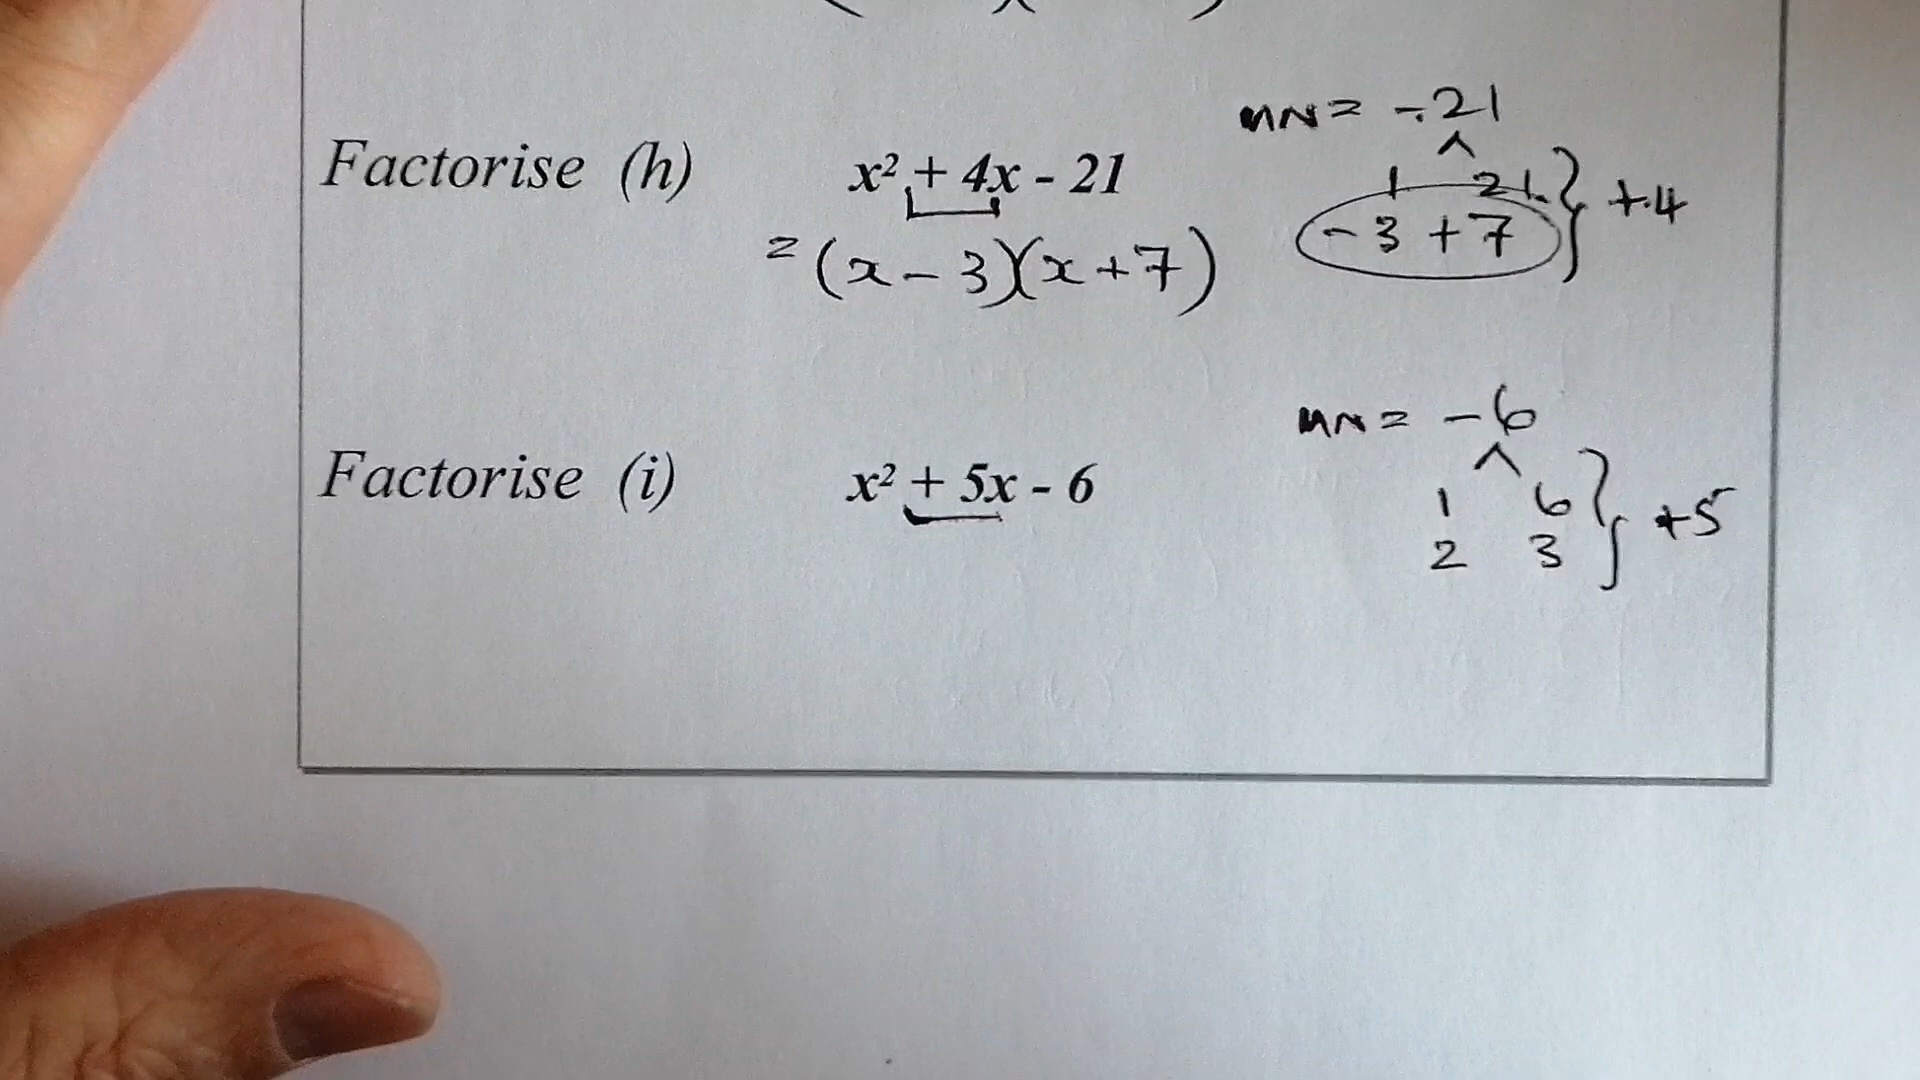 Factorise (h) x² + 4x - 21
= (x - 3)(x + 7)
MN = -21
1 21
-3 +7 } +4
Factorise (i) x² + 5x - 6
MN = -6
1 6
2 3 } +5